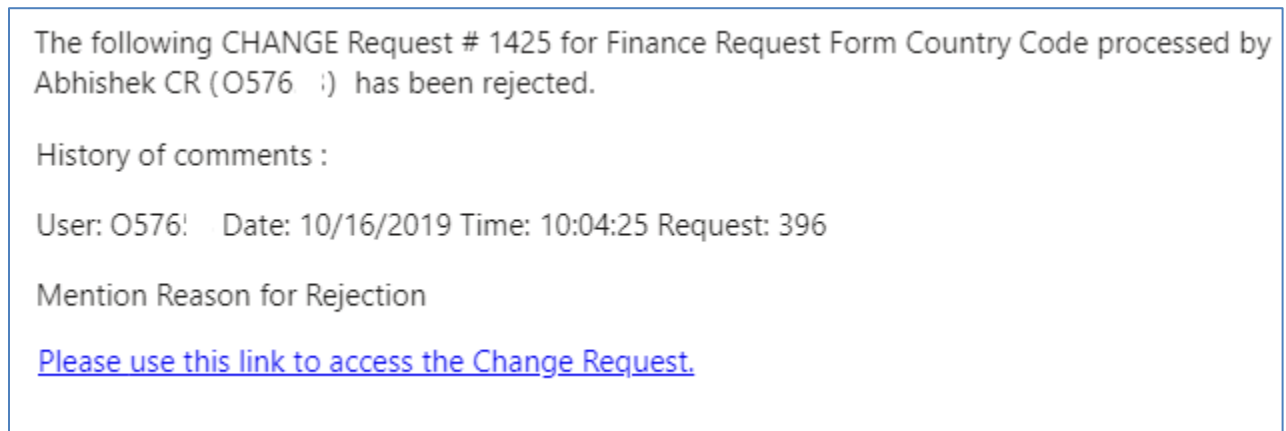 The following CHANGE Request # 1425 for Finance Request Form Country Code processed by
Abhishek CR ( ) has been rejected.
History of comments :
User: Date: 10/16/2019 Time: 10:04:25 Request: 396
Mention Reason for Rejection
Please use this link to access the Change Request.